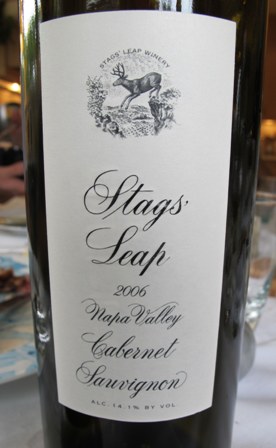 STAGS' LEAP WINERY
Stags'
Leap
2006
Napa Valley
Cabernet
Sauvignon
ALC. 14.1% BY VOL.